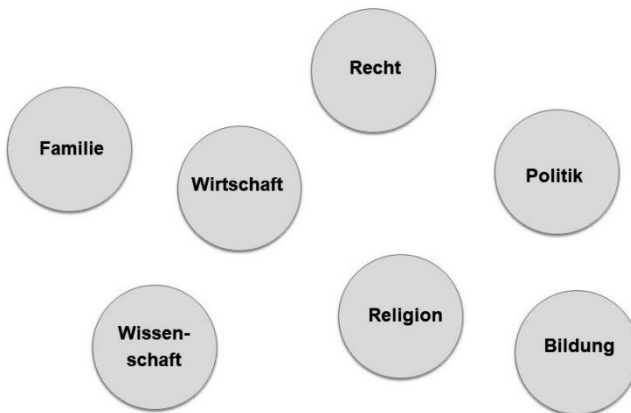 Recht
Familie
Wirtschaft
Politik
Religion
Wissen-
schaft
Bildung